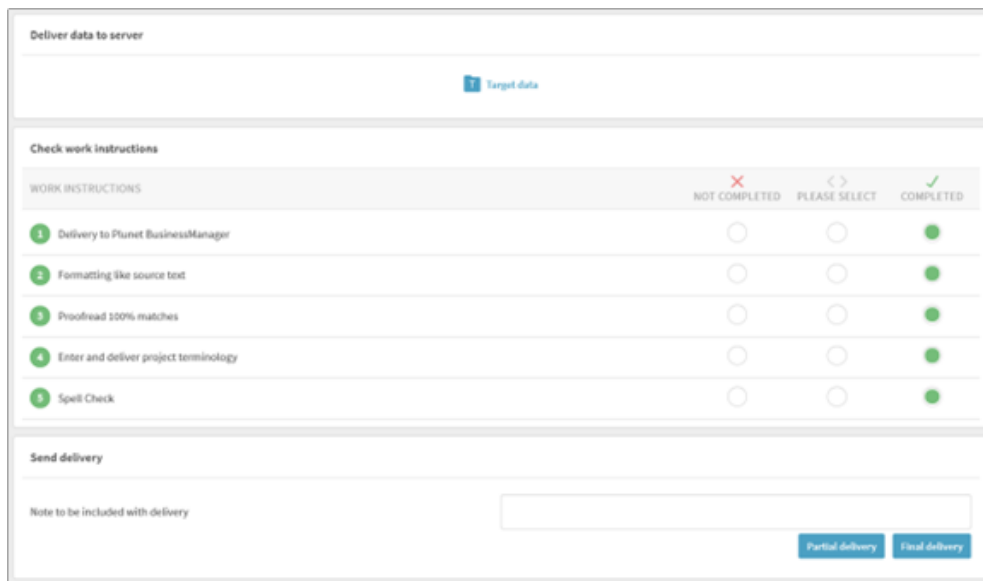 Deliver data to server
T Target data
Check work instructions
WORK INSTRUCTIONS
NOT COMPLETED
PLEASE SELECT
COMPLETED
1 Delivery to Plunet BusinessManager
2 Formatting like source text
3 Proofread 100% matches
4 Enter and deliver project terminology
5 Spell Check
Send delivery
Note to be included with delivery
Partial delivery
Final delivery